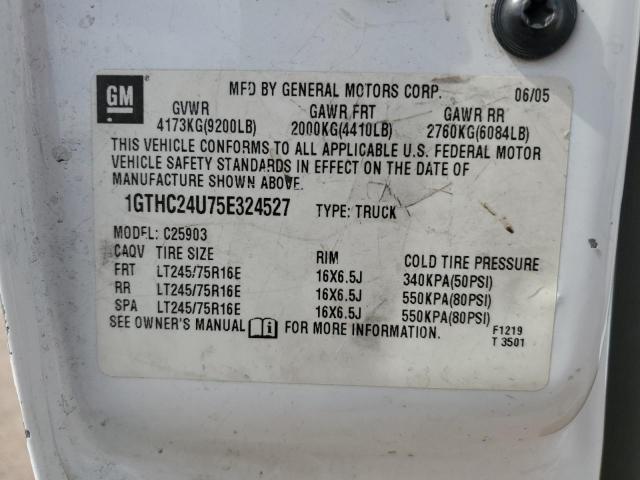 GM
MFD BY GENERAL MOTORS CORP. 06/05
GVWR GAWR FRT GAWR RR
4173KG(9200LB) 2000KG(4410LB) 2760KG(6084LB)
THIS VEHICLE CONFORMS TO ALL APPLICABLE U.S. FEDERAL MOTOR
VEHICLE SAFETY STANDARDS IN EFFECT ON THE DATE OF
MANUFACTURE SHOWN ABOVE.
1GTHC24U75E324527 TYPE: TRUCK
MODEL: C25903
CAQV TIRE SIZE RIM COLD TIRE PRESSURE
FRT LT245/75R16E 16X6.5J 340KPA(50PSI)
RR LT245/75R16E 16X6.5J 550KPA(80PSI)
SPA LT245/75R16E 16X6.5J 550KPA(80PSI)
SEE OWNER'S MANUAL FOR MORE INFORMATION. F1219
T 3501